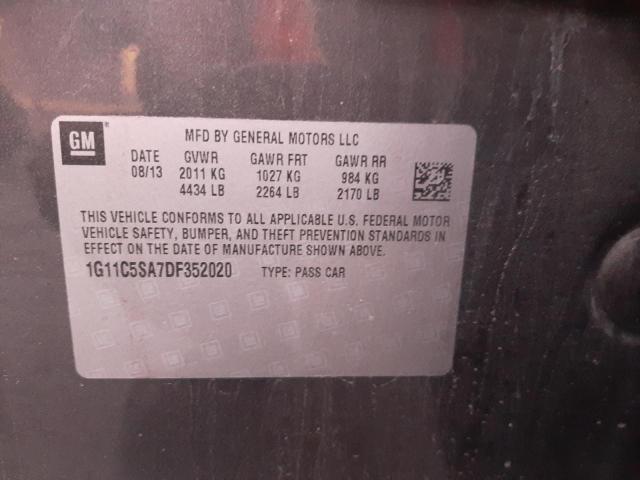 GM ®
MFD BY GENERAL MOTORS LLC
DATE GVWR GAWR FRT GAWR RR
08/13 2011 KG 1027 KG 984 KG
4434 LB 2264 LB 2170 LB
THIS VEHICLE CONFORMS TO ALL APPLICABLE U.S. FEDERAL MOTOR
VEHICLE SAFETY, BUMPER, AND THEFT PREVENTION STANDARDS IN
EFFECT ON THE DATE OF MANUFACTURE SHOWN ABOVE.
1G11C5SA7DF352020 TYPE: PASS CAR